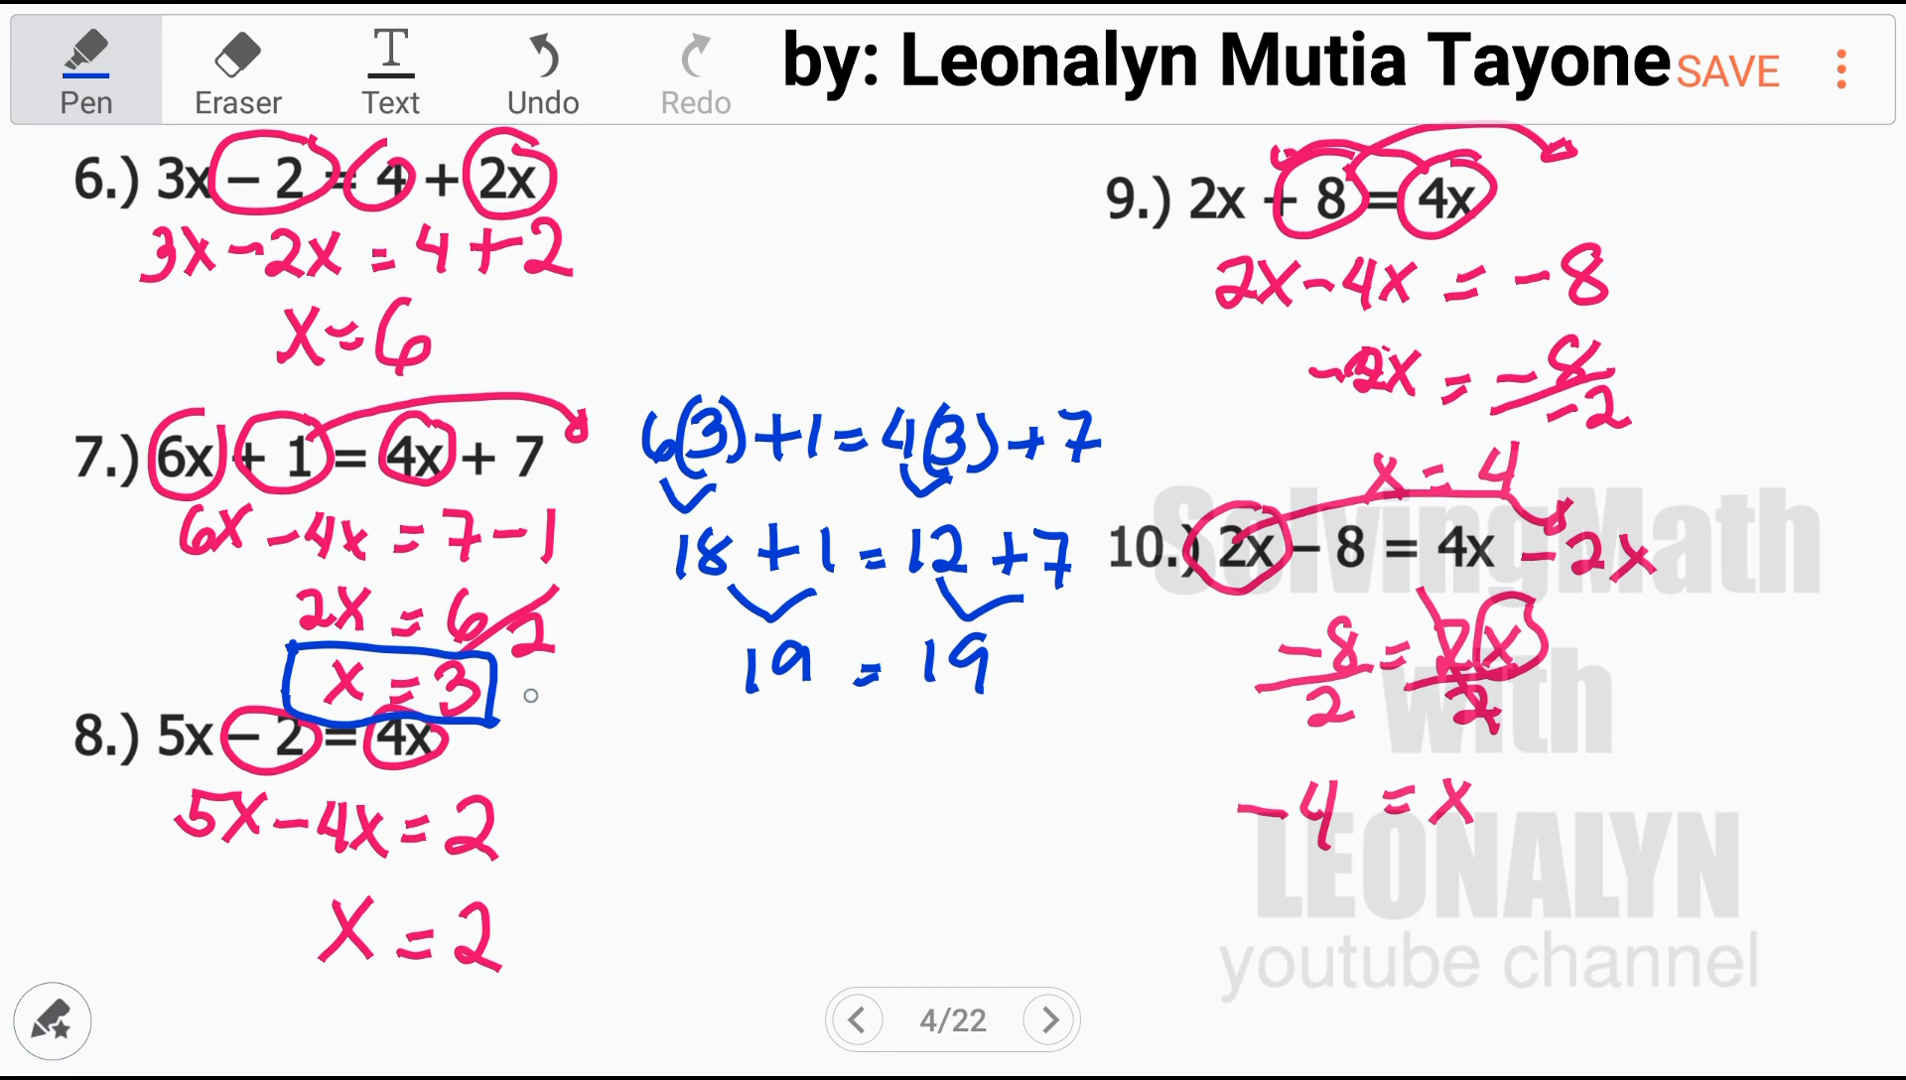 by: Leonalyn Mutia Tayone
SAVE
Pen
Eraser
Text
Undo
Redo
6.) 3x − 2 = 4 + 2x
3x - 2x = 4 + 2
x = 6
7.) 6x + 1 = 4x + 7
6x - 4x = 7 - 1
2x = 6/2
x = 3
8.) 5x − 2 = 4x
5x - 4x = 2
x = 2
6(3) + 1 = 4(3) + 7
18 + 1 = 12 + 7
19 = 19
9.) 2x + 8 = 4x
2x - 4x = -8
-2x = -8/-2
x = 4
10.) 2x − 8 = 4x - 2x
-8/2 = 2x/2
-4 = x
SolvingMath
with
LEONALYN
youtube channel
4/22